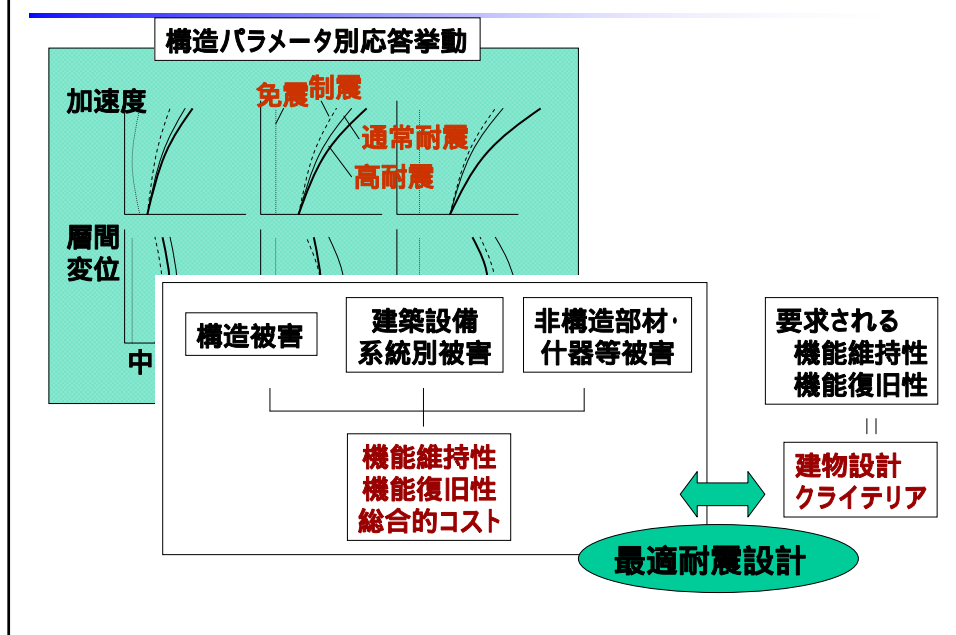 構造パラメータ別応答挙動
加速度
免震
制震
通常耐震
高耐震
層間
変位
中
構造被害
建築設備
系統別被害
非構造部材・
什器等被害
機能維持性
機能復旧性
総合的コスト
要求される
機能維持性
機能復旧性
建物設計
クライテリア
最適耐震設計